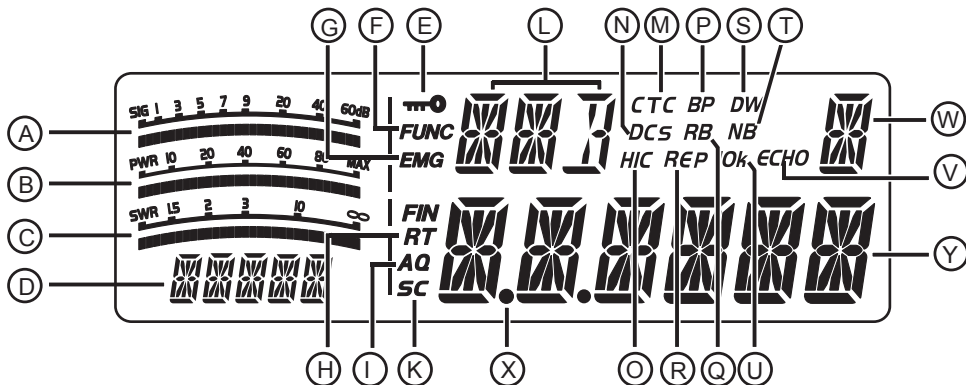 G F E L N M P S T
SIG 1 3 5 7 9 20 40 60dB
A
FUNC CTC BP DW
W
DCS RB NB
EMG HIC REP 10k ECHO
B
PWR 10 20 40 60 80 MAX
V
C
SWR 1.5 2 3 10 ∞
FIN
RT
AQ
SC
D
Y
H I K X O R Q U